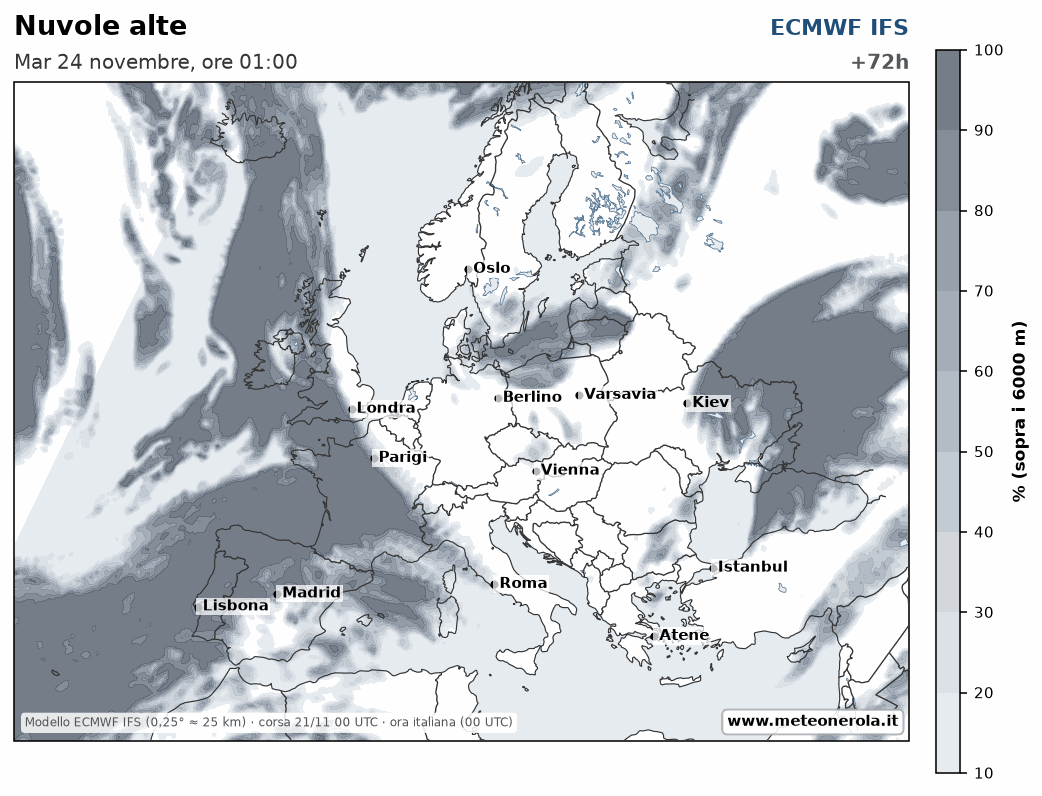 Nuvole alte
ECMWF IFS
Mar 24 novembre, ore 01:00
+72h
Oslo
Londra
Berlino
Varsavia
Kiev
Parigi
Vienna
Istanbul
Roma
Madrid
Lisbona
Atene
Modello ECMWF IFS (0,25° ≈ 25 km) · corsa 21/11 00 UTC · ora italiana (00 UTC)
www.meteonerola.it
100
90
80
70
60
50
40
30
20
10
% (sopra i 6000 m)